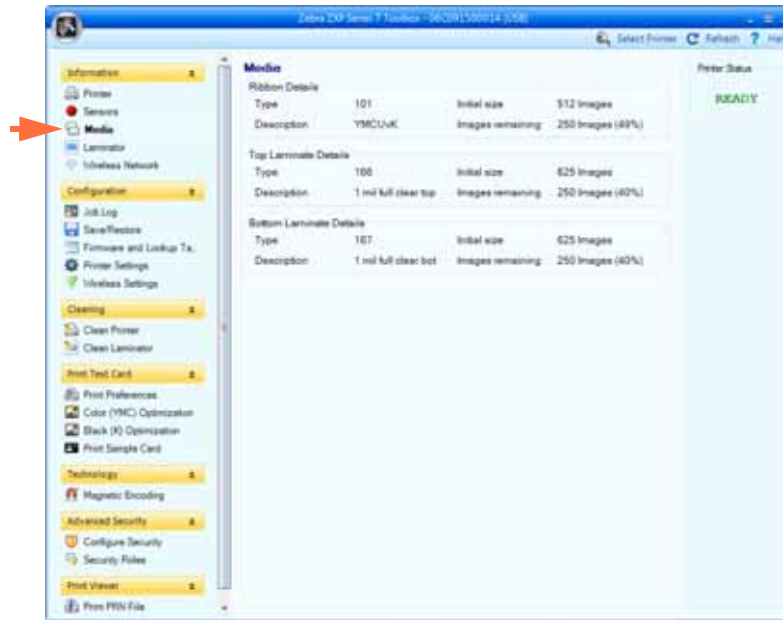 Zebra ZXP Series 7 Toolbox - 06C091500014 (USB)
Select Printer Refresh ? Hel
Information
Printer
Sensors
Media
Laminator
Wireless Network
Configuration
Job Log
Save/Restore
Firmware and Lookup Ta..
Printer Settings
Wireless Settings
Cleaning
Clean Printer
Clean Laminator
Print Test Card
Print Preferences
Color (YMC) Optimization
Black (K) Optimization
Print Sample Card
Technology
Magnetic Encoding
Advanced Security
Configure Security
Security Roles
Print Viewer
Print PRN File
Media
Ribbon Details
Type 101 Initial size 512 Images
Description YMCUvK Images remaining 250 Images (49%)
Top Laminate Details
Type 166 Initial size 625 Images
Description 1 mil full clear top Images remaining 250 Images (40%)
Bottom Laminate Details
Type 167 Initial size 625 Images
Description 1 mil full clear bot Images remaining 250 Images (40%)
Printer Status
READY